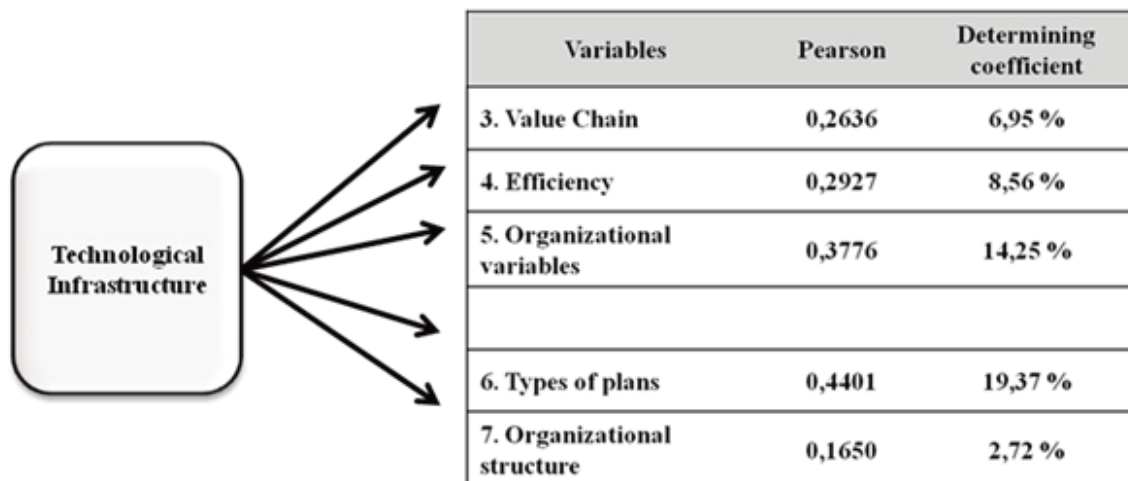 Technological
Infrastructure
Variables Pearson Determining
coefficient
3. Value Chain 0,2636 6,95 %
4. Efficiency 0,2927 8,56 %
5. Organizational
variables 0,3776 14,25 %
6. Types of plans 0,4401 19,37 %
7. Organizational
structure 0,1650 2,72 %